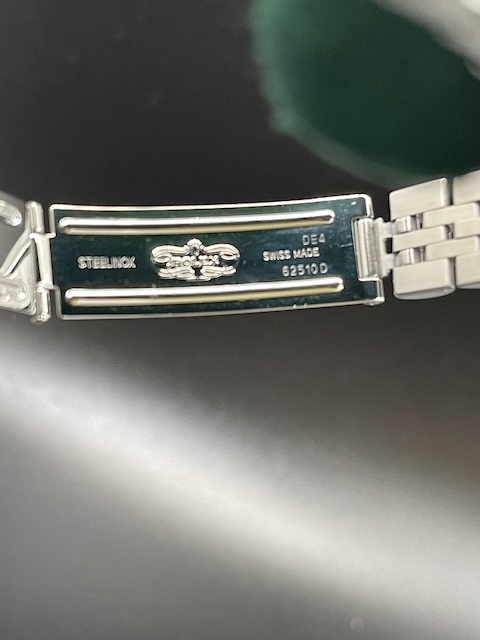 STEELINOX
ROLEX
DE4
SWISS MADE
62510D